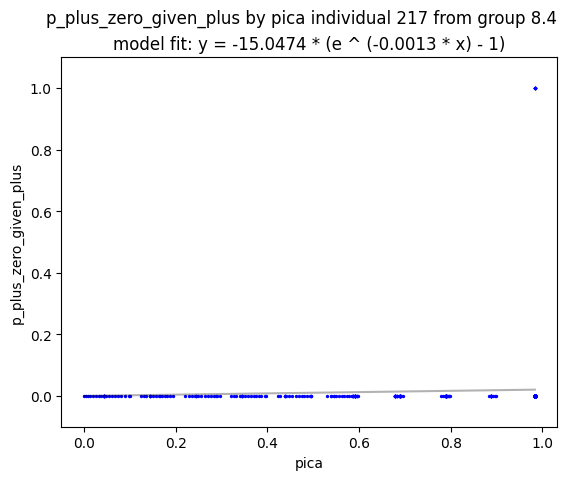 p_plus_zero_given_plus by pica individual 217 from group 8.4
model fit: y = -15.0474 * (e ^ (-0.0013 * x) - 1)
1.0
0.8
0.6
0.4
0.2
0.0
p_plus_zero_given_plus
0.0 0.2 0.4 0.6 0.8 1.0
pica